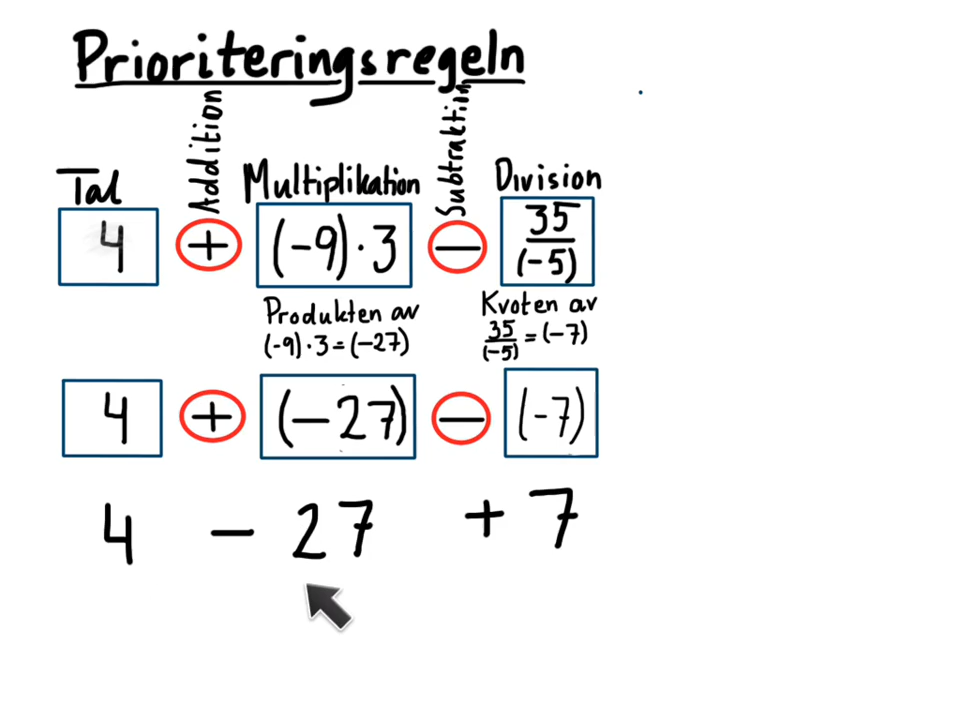 Prioriteringsregeln
Tal Addition Multiplikation Subtraktion Division
4 + (-9) · 3 - 35/(-5)
Produkten av Kvoten av
(-9) · 3 = (-27) 35/(-5) = (-7)
4 + (-27) - (-7)
4 - 27 + 7